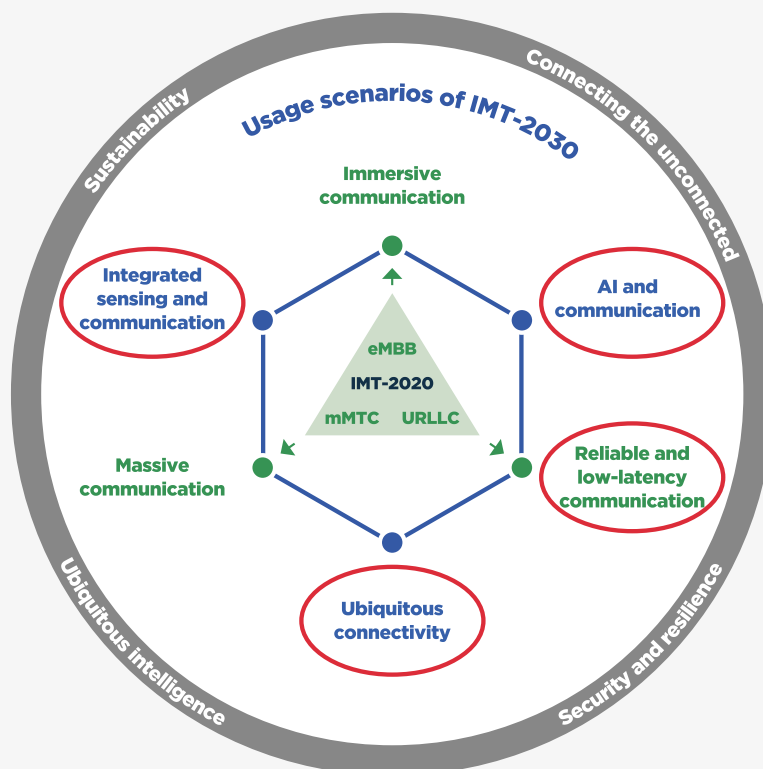 Sustainability
Connecting the unconnected
Usage scenarios of IMT-2030
Immersive
communication
Integrated
sensing and
communication
AI and
communication
eMBB
IMT-2020
mMTC URLLC
Massive
communication
Reliable and
low-latency
communication
Ubiquitous
connectivity
Ubiquitous intelligence
Security and resilience